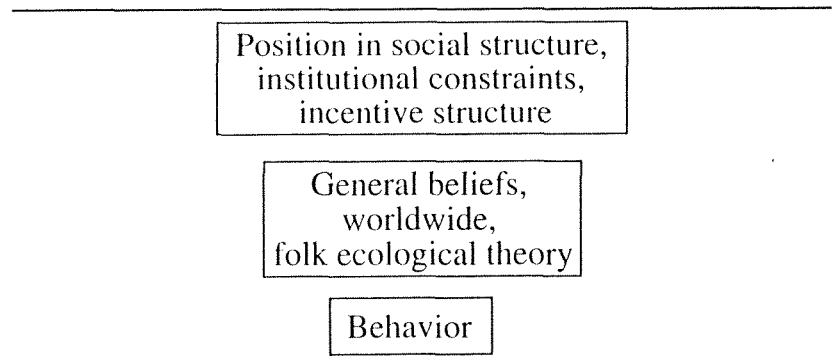 Position in social structure,
institutional constraints,
incentive structure
General beliefs,
worldwide,
folk ecological theory
Behavior